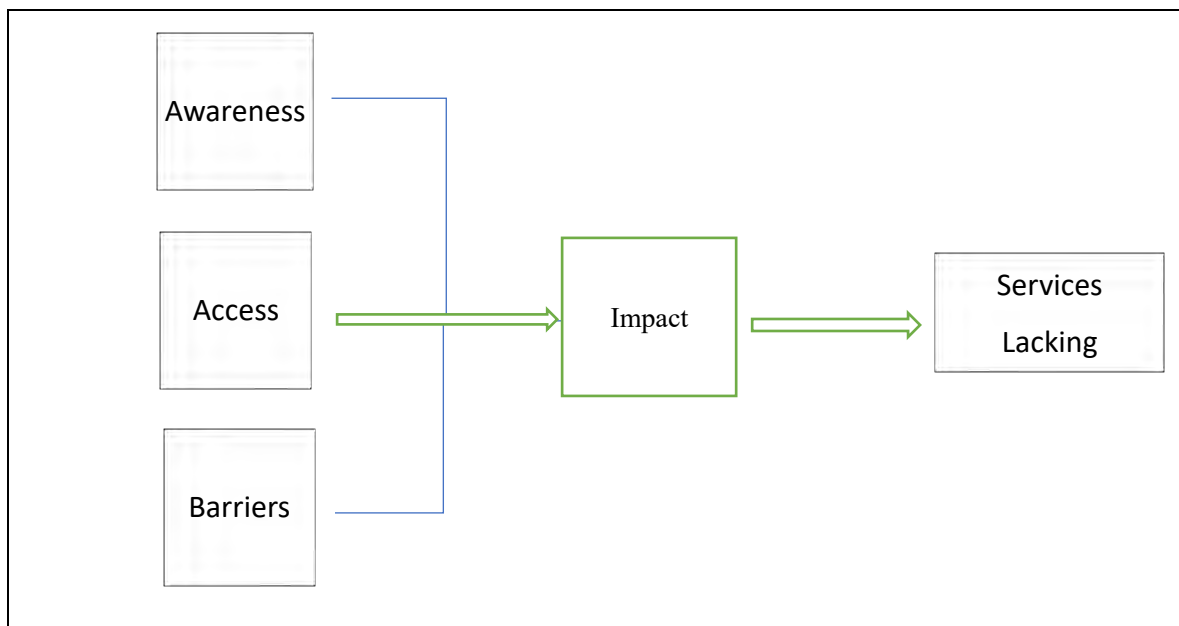 Awareness
Access
Barriers
Impact
Services
Lacking